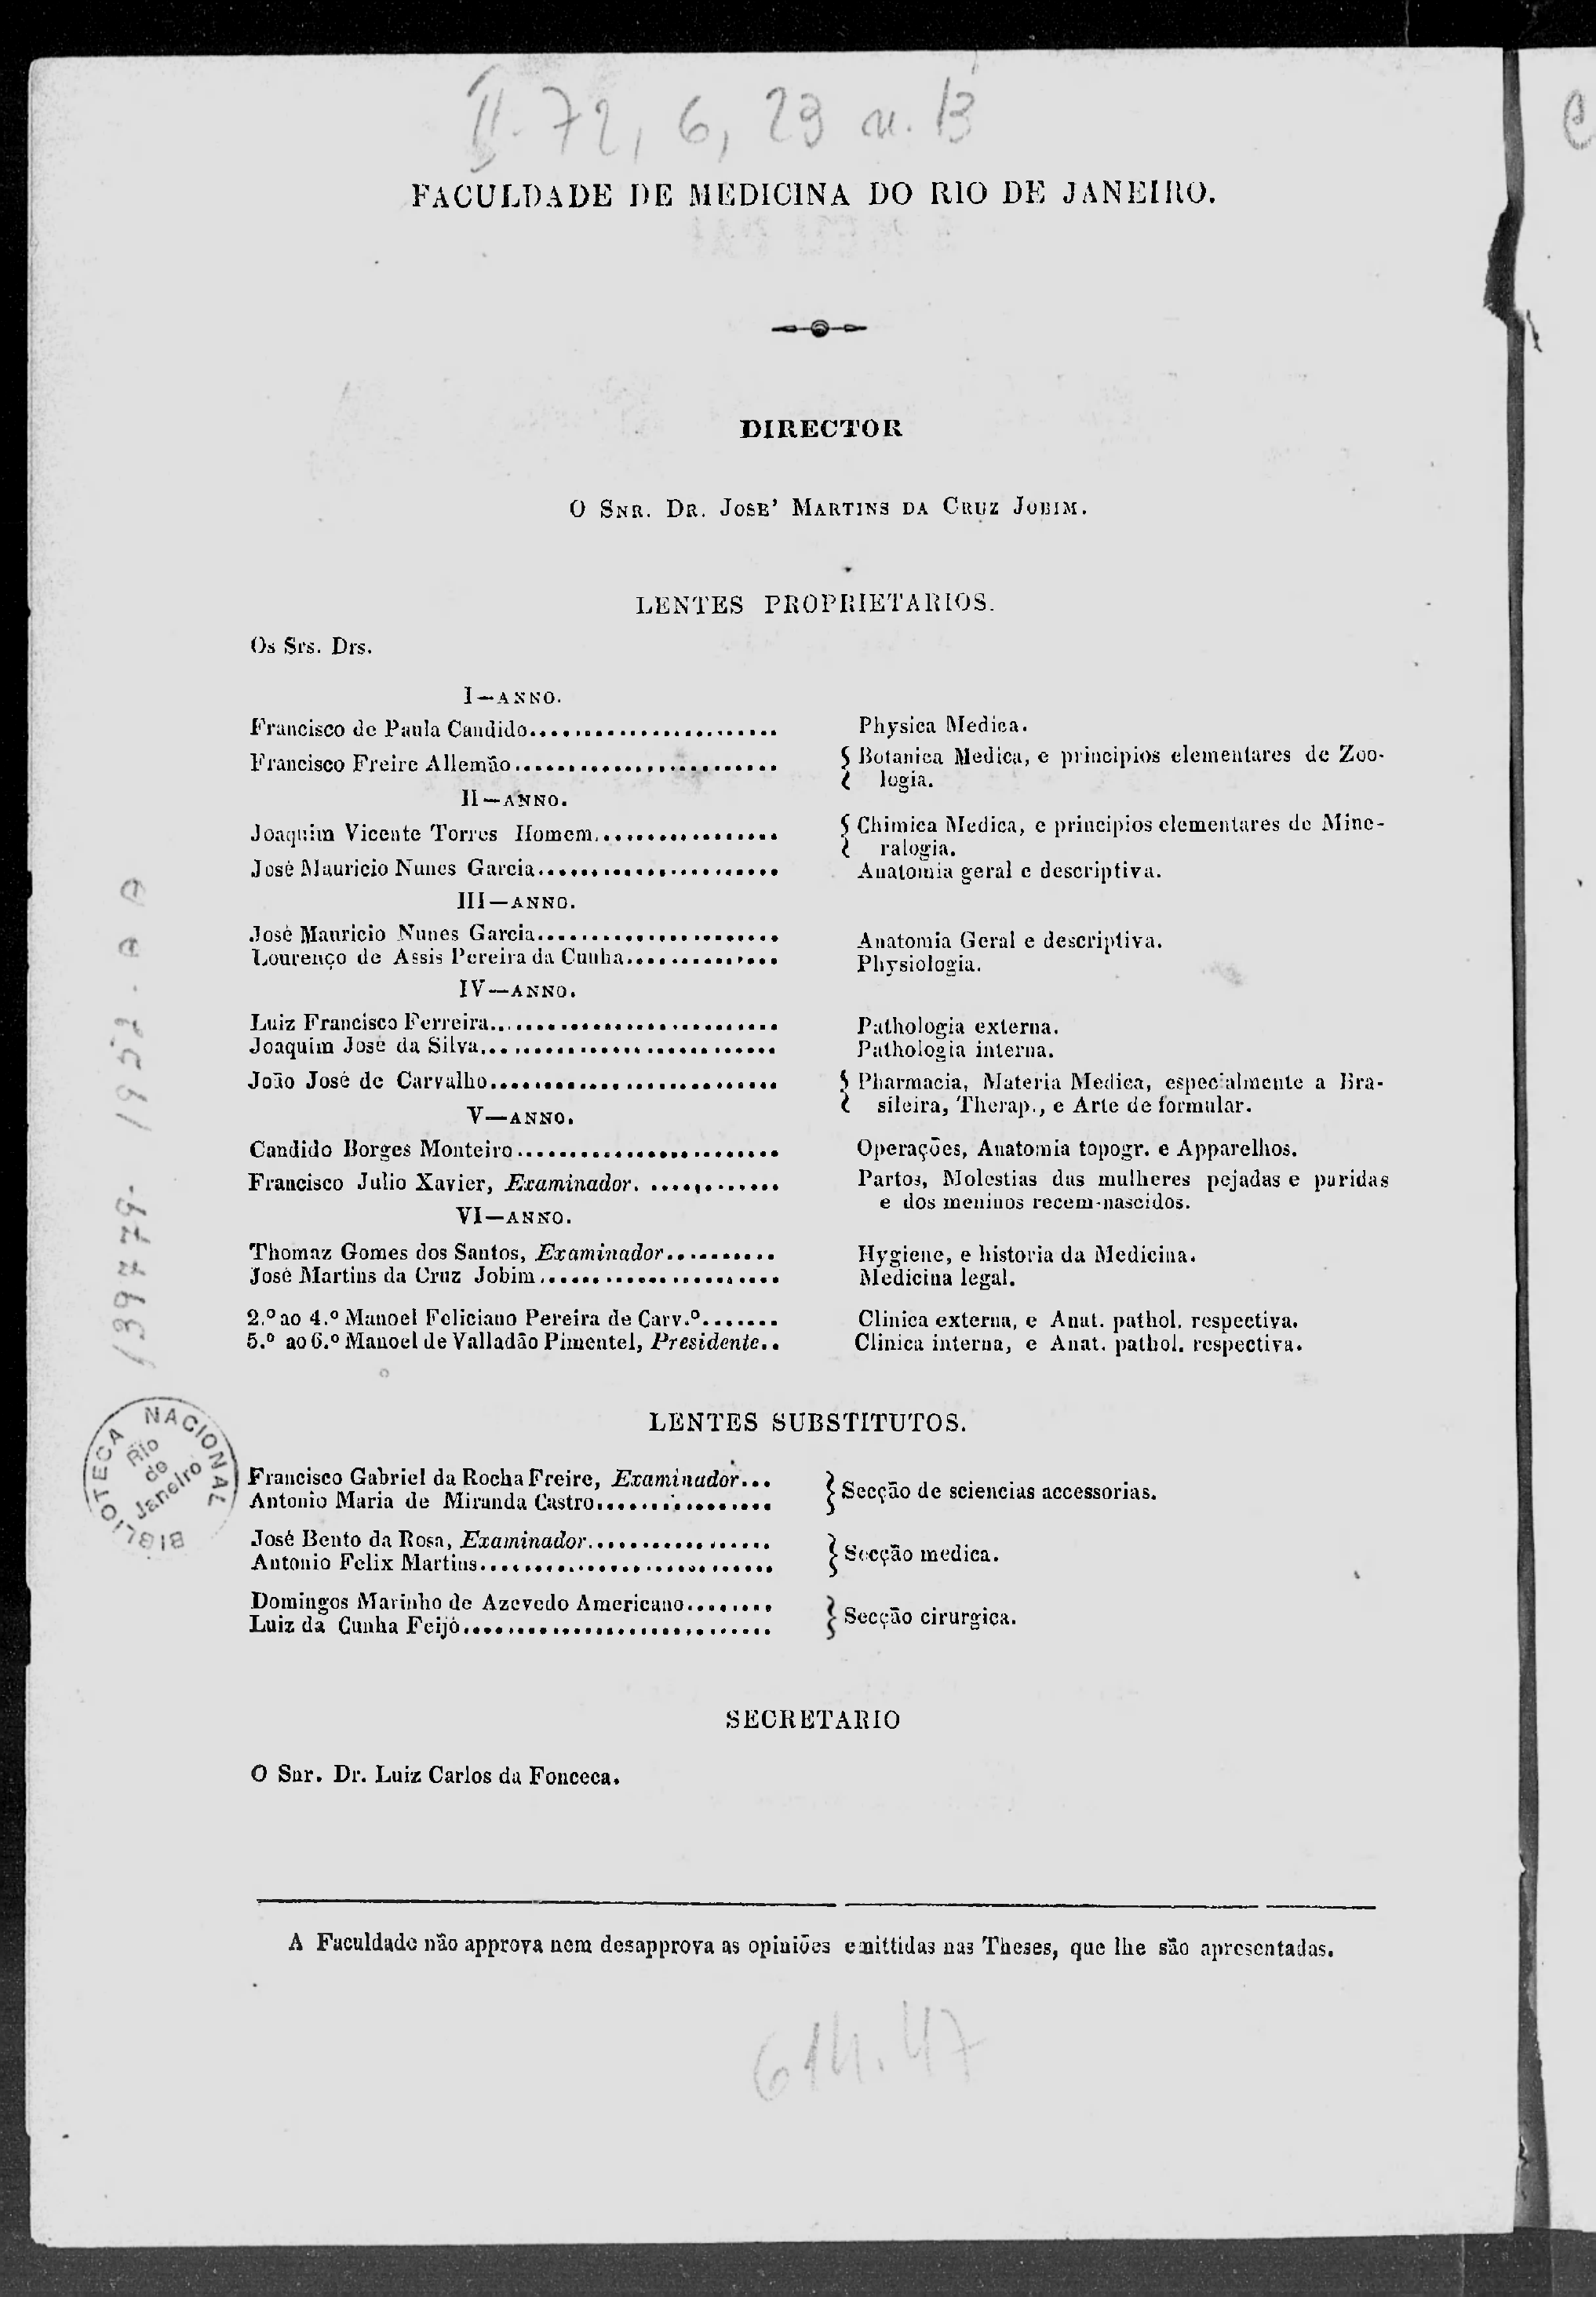 II-72, 6, 23 n. 13
FACULDADE DE MEDICINA DO RIO DE JANEIRO.
DIRECTOR
O SNR. DR. JOSE' MARTINS DA CRUZ JOBIM.
LENTES PROPRIETARIOS.
Os Srs. Drs.
I—ANNO.
Francisco de Paula Candido....................... Physica Medica.
Francisco Freire Allemão......................... { Botanica Medica, e principios elementares de Zoo-
logia.
II—ANNO.
Joaquim Vicente Torres Homem................. { Chimica Medica, e principios elementares de Mine-
ralogia.
José Mauricio Nunes Garcia...................... Anatomia geral e descriptiva.
III—ANNO.
José Mauricio Nunes Garcia...................... Anatomia Geral e descriptiva.
Lourenço de Assis Pereira da Cunha.............. Physiologia.
IV—ANNO.
Luiz Francisco Ferreira.......................... Pathologia externa.
Joaquim José da Silva........................... Pathologia interna.
João José de Carvalho........................... { Pharmacia, Materia Medica, especialmente a Bra-
sileira, Therap., e Arte de formular.
V—ANNO.
Candido Borges Monteiro........................ Operações, Anatomia topogr. e Apparelhos.
Francisco Julio Xavier, Examinador. ............ Partos, Molestias das mulheres pejadas e paridas
e dos meninos recem-nascidos.
VI—ANNO.
Thomaz Gomes dos Santos, Examinador.......... Hygiene, e historia da Medicina.
José Martins da Cruz Jobim...................... Medicina legal.
2.º ao 4.º Manoel Feliciano Pereira de Carv.º....... Clinica externa, e Anat. pathol. respectiva.
5.º ao 6.º Manoel de Valladão Pimentel, Presidente.. Clinica interna, e Anat. pathol. respectiva.
LENTES SUBSTITUTOS.
Francisco Gabriel da Rocha Freire, Examinador... } Secção de sciencias accessorias.
Antonio Maria de Miranda Castro................
José Bento da Rosa, Examinador................. } Secção medica.
Antonio Felix Martins...........................
Domingos Marinho de Azevedo Americano........ } Secção cirurgica.
Luiz da Cunha Feijó.............................
SECRETARIO
O Snr. Dr. Luiz Carlos da Fonceca.
A Faculdade não approva nem desapprova as opiniões emittidas nas Theses, que lhe são apresentadas.
614.47
139779- 1952
BIBLIOTECA NACIONAL
Rio
de
Janeiro